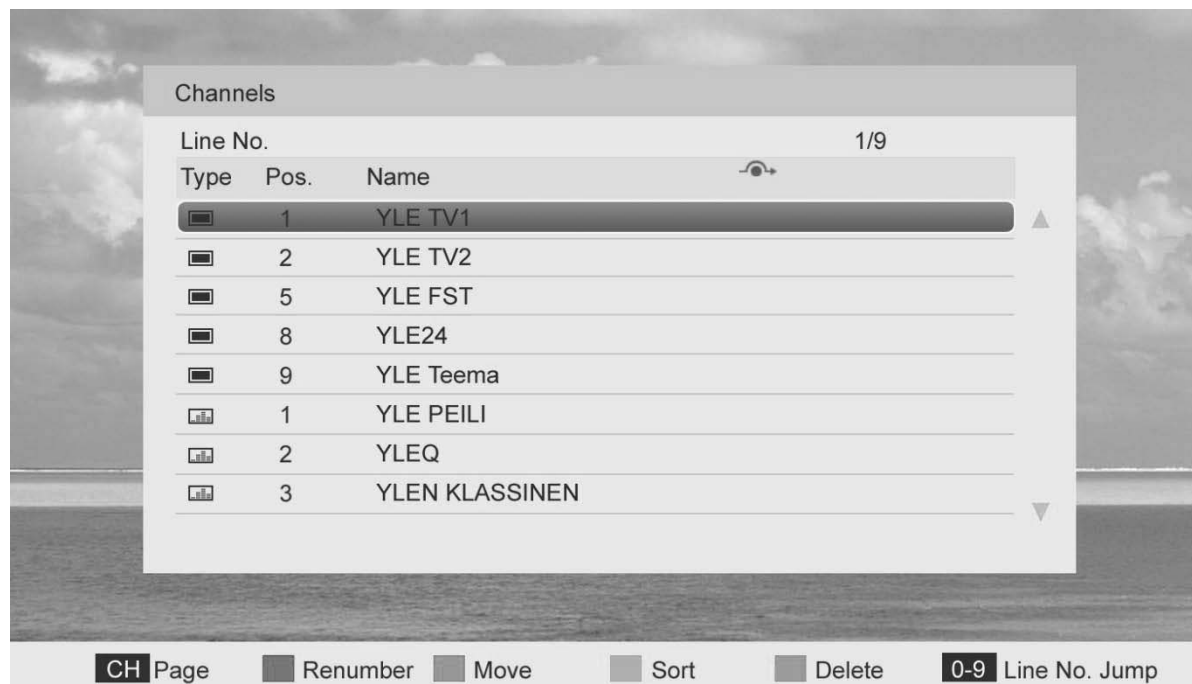 Channels
Line No. 1/9
Type Pos. Name
1 YLE TV1
2 YLE TV2
5 YLE FST
8 YLE24
9 YLE Teema
1 YLE PEILI
2 YLEQ
3 YLEN KLASSINEN
CH Page Renumber Move Sort Delete 0-9 Line No. Jump